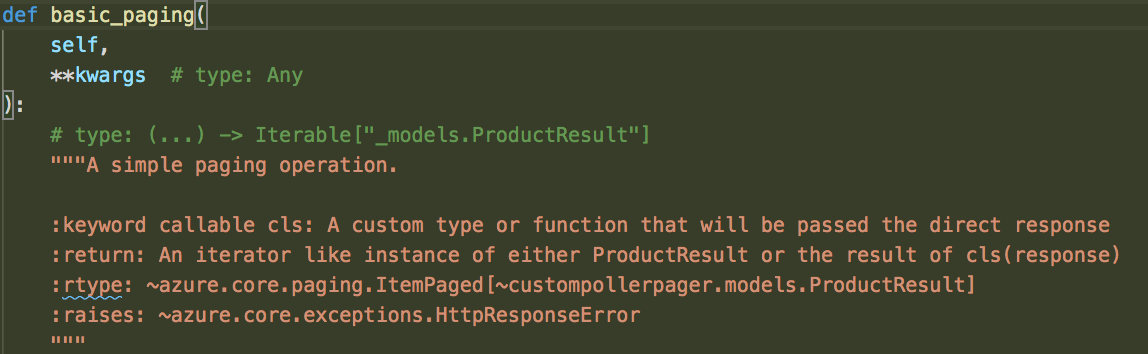 def basic_paging(
    self,
    **kwargs  # type: Any
):
    # type: (...) -> Iterable["_models.ProductResult"]
    """A simple paging operation.

    :keyword callable cls: A custom type or function that will be passed the direct response
    :return: An iterator like instance of either ProductResult or the result of cls(response)
    :rtype: ~azure.core.paging.ItemPaged[~custompollerpager.models.ProductResult]
    :raises: ~azure.core.exceptions.HttpResponseError
    """